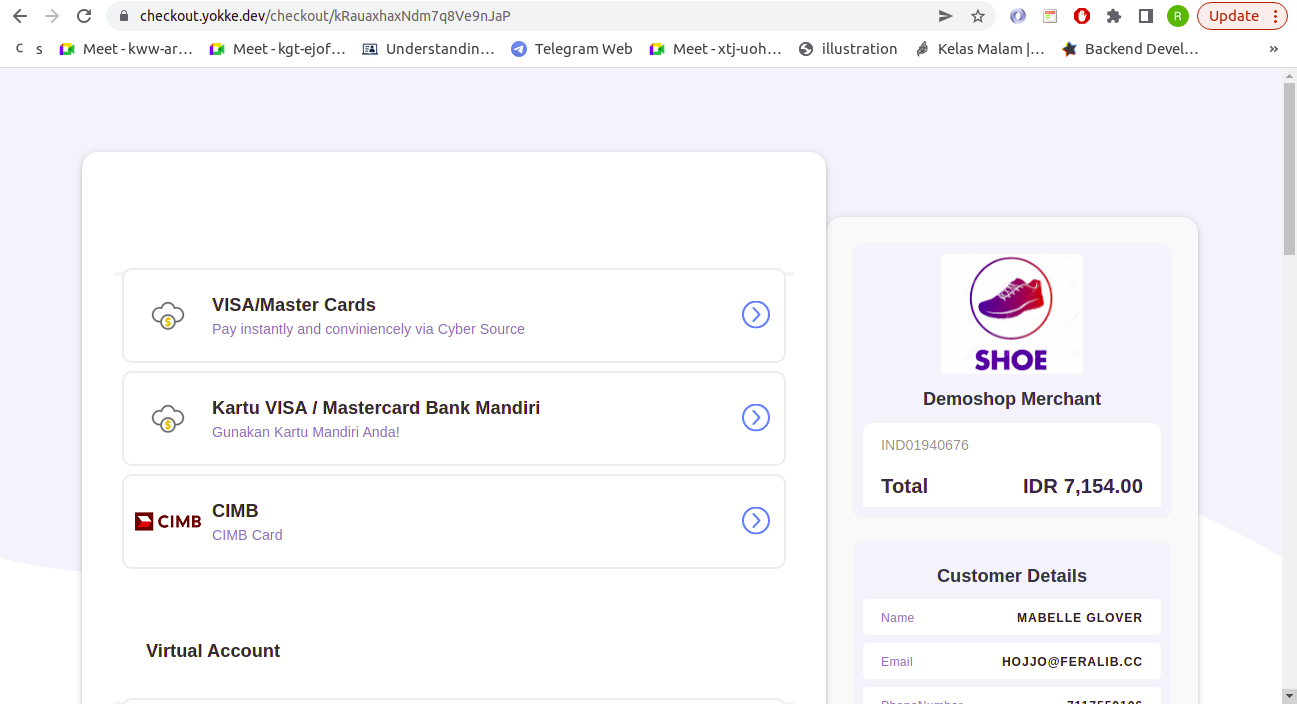 checkout.yokke.dev/checkout/kRauaxhaxNdm7q8Ve9nJaP
R
Update
C s
Meet - kww-ar…
Meet - kgt-ejof…
Understandin…
Telegram Web
Meet - xtj-uoh…
illustration
Kelas Malam |…
Backend Devel…
»
VISA/Master Cards
Pay instantly and conviniencely via Cyber Source
Kartu VISA / Mastercard Bank Mandiri
Gunakan Kartu Mandiri Anda!
CIMB
CIMB
CIMB Card
Virtual Account
SHOE
Demoshop Merchant
IND01940676
Total IDR 7,154.00
Customer Details
Name MABELLE GLOVER
Email HOJJO@FERALIB.CC
PhoneNumber 7117550106